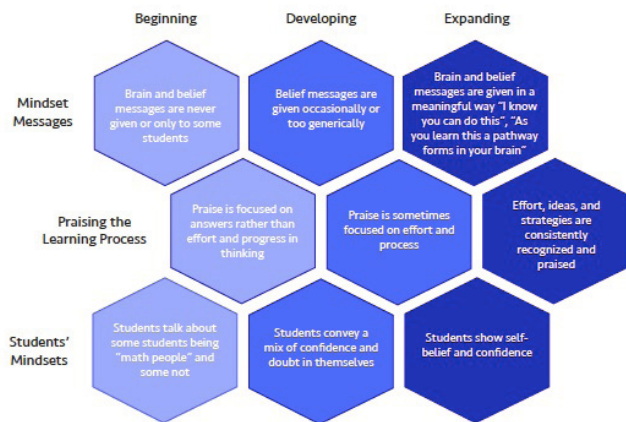 Beginning
Developing
Expanding
Mindset
Messages
Brain and belief
messages are never
given or only to some
students
Belief messages are
given occasionally or
too generically
Brain and belief
messages are given in a
meaningful way "I know
you can do this", "As
you learn this a pathway
forms in your brain"
Praising the
Learning Process
Praise is focused on
answers rather than
effort and progress in
thinking
Praise is sometimes
focused on effort and
process
Effort, ideas, and
strategies are
consistently
recognized and
praised
Students'
Mindsets
Students talk about
some students being
"math people" and
some not
Students convey a
mix of confidence and
doubt in themselves
Students show self-
belief and confidence